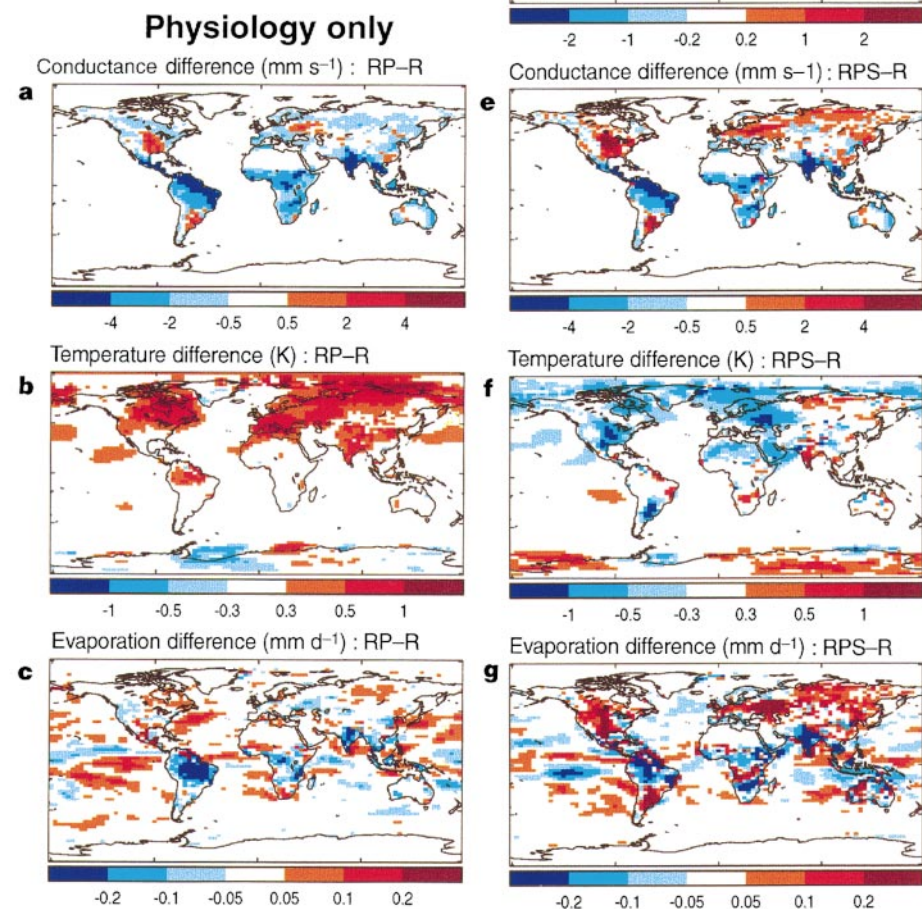 Physiology only
-2 -1 -0.2 0.2 1 2
a Conductance difference (mm s⁻¹) : RP–R
-4 -2 -0.5 0.5 2 4
b Temperature difference (K) : RP–R
-1 -0.5 -0.3 0.3 0.5 1
c Evaporation difference (mm d⁻¹) : RP–R
-0.2 -0.1 -0.05 0.05 0.1 0.2
e Conductance difference (mm s–1) : RPS–R
-4 -2 -0.5 0.5 2 4
f Temperature difference (K) : RPS–R
-1 -0.5 -0.3 0.3 0.5 1
g Evaporation difference (mm d⁻¹) : RPS–R
-0.2 -0.1 -0.05 0.05 0.1 0.2